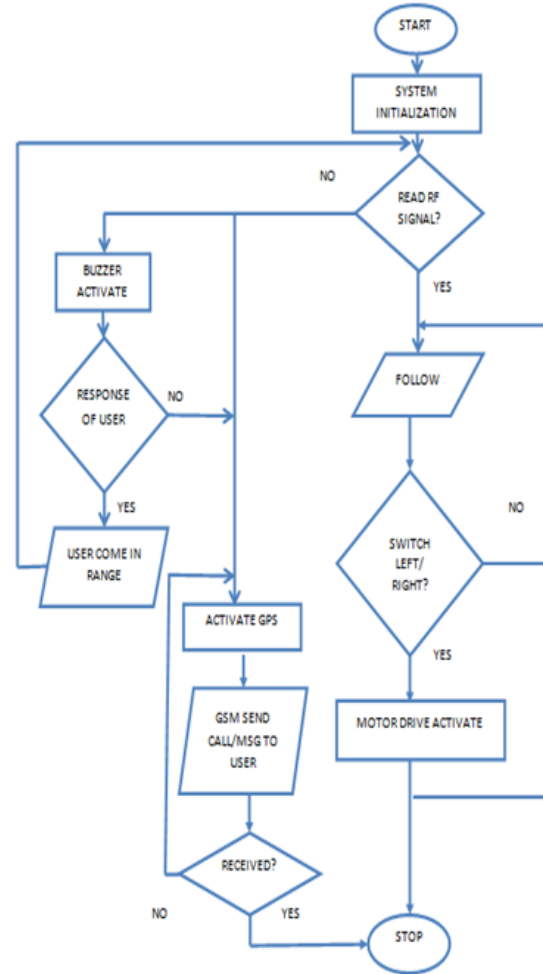 START
SYSTEM
INITIALIZATION
NO
READ RF
SIGNAL?
BUZZER
ACTIVATE
YES
RESPONSE
OF USER
NO
FOLLOW
YES
USER COME IN
RANGE
SWITCH
LEFT/
RIGHT?
NO
ACTIVATE GPS
YES
GSM SEND
CALL/MSG TO
USER
MOTOR DRIVE ACTIVATE
RECEIVED?
NO
YES
STOP